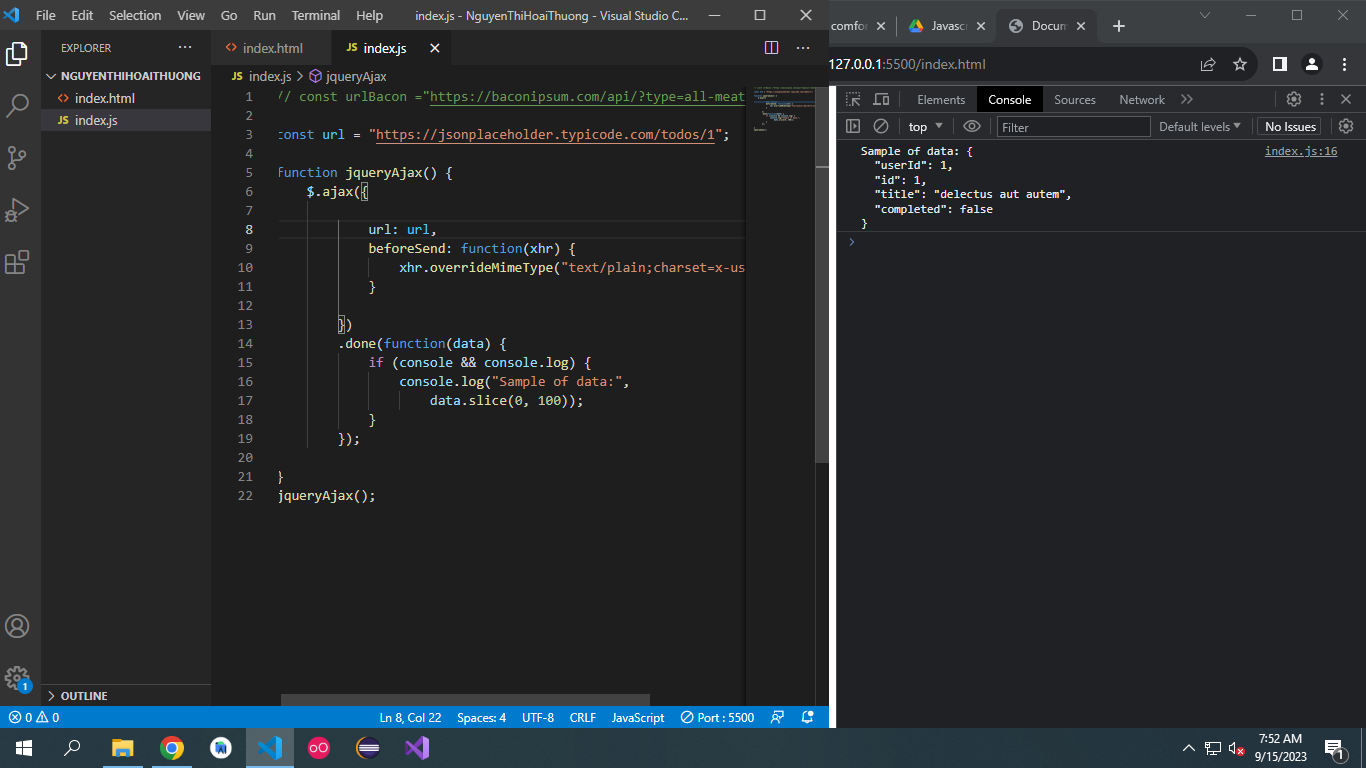 File Edit Selection View Go Run Terminal Help index.js - NguyenThiHoaiThuong - Visual Studio C...
EXPLORER
NGUYENTHIHOAITHUONG
index.html
JS index.js
OUTLINE
index.html
JS index.js
JS index.js > jqueryAjax
1 // const urlBacon ="https://baconipsum.com/api/?type=all-meat
2
3 const url = "https://jsonplaceholder.typicode.com/todos/1";
4
5 function jqueryAjax() {
6 $.ajax({
7
8 url: url,
9 beforeSend: function(xhr) {
10 xhr.overrideMimeType("text/plain;charset=x-us
11 }
12
13 })
14 .done(function(data) {
15 if (console && console.log) {
16 console.log("Sample of data:",
17 data.slice(0, 100));
18 }
19 });
20
21 }
22 jqueryAjax();
1
0 0 Ln 8, Col 22 Spaces: 4 UTF-8 CRLF JavaScript Port : 5500
comfor Javasc Docum
127.0.0.1:5500/index.html
Elements Console Sources Network
top Filter Default levels No Issues
Sample of data: { index.js:16
"userId": 1,
"id": 1,
"title": "delectus aut autem",
"completed": false
}
oO
7:52 AM
9/15/2023
1